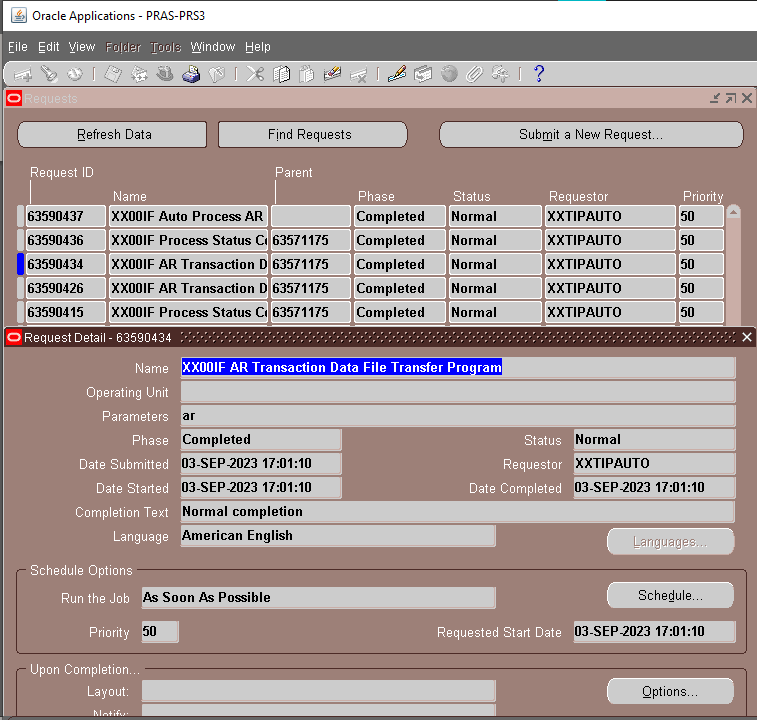 Oracle Applications - PRAS-PRS3
File Edit View Folder Tools Window Help
?
Requests
Refresh Data Find Requests Submit a New Request...
Request ID Parent
Name Phase Status Requestor Priority
63590437 XX00IF Auto Process AR Completed Normal XXTIPAUTO 50
63590436 XX00IF Process Status Co 63571175 Completed Normal XXTIPAUTO 50
63590434 XX00IF AR Transaction D 63571175 Completed Normal XXTIPAUTO 50
63590426 XX00IF AR Transaction D 63571175 Completed Normal XXTIPAUTO 50
63590415 XX00IF Process Status Co 63571175 Completed Normal XXTIPAUTO 50
Request Detail - 63590434
Name XX00IF AR Transaction Data File Transfer Program
Operating Unit
Parameters ar
Phase Completed Status Normal
Date Submitted 03-SEP-2023 17:01:10 Requestor XXTIPAUTO
Date Started 03-SEP-2023 17:01:10 Date Completed 03-SEP-2023 17:01:10
Completion Text Normal completion
Language American English
Languages...
Schedule Options
Run the Job As Soon As Possible Schedule...
Priority 50 Requested Start Date 03-SEP-2023 17:01:10
Upon Completion...
Layout: Options...
Notify: